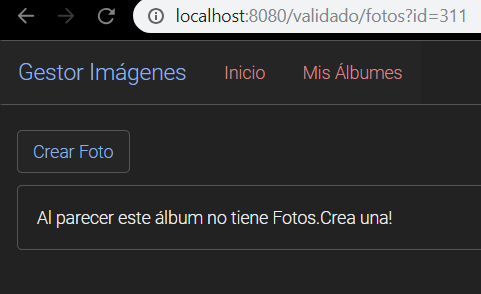 localhost:8080/validado/fotos?id=311
Gestor Imágenes Inicio Mis Álbumes
Crear Foto
Al parecer este álbum no tiene Fotos.Crea una!